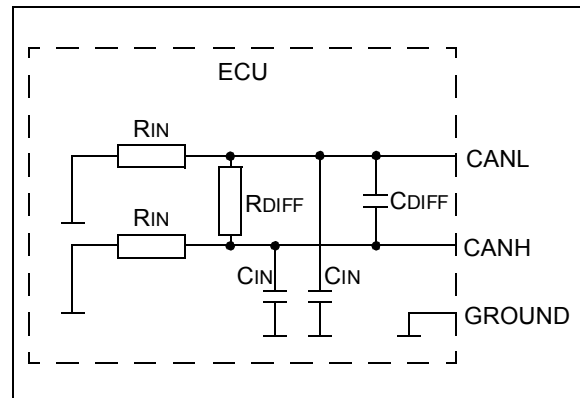 ECU
RIN
CANL
RDIFF
CDIFF
RIN
CANH
CIN
CIN
GROUND